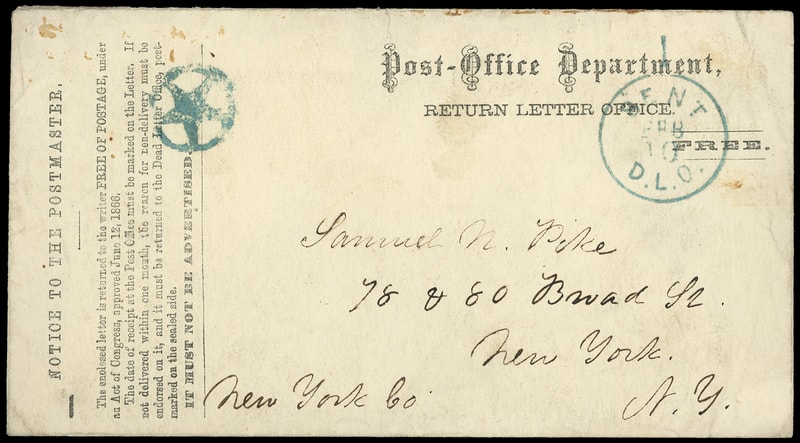 NOTICE TO THE POSTMASTER.
The enclosed letter is returned to the writer FREE OF POSTAGE, under
an Act of Congress, approved June 12, 1866.
The date of receipt at the Post Office must be marked on the Letter. If
not delivered within one month, the reason for non-delivery must be
endorsed on it, and it must be returned to the Dead Letter Office, post-
marked on the sealed side.
IT MUST NOT BE ADVERTISED.
Post-Office Department,
RETURN LETTER OFFICE.
FREE.
SENT
FEB
10
D.L.O.
Samuel N. Pike
78 & 80 Broad St.
New York.
New York Co
N.Y.